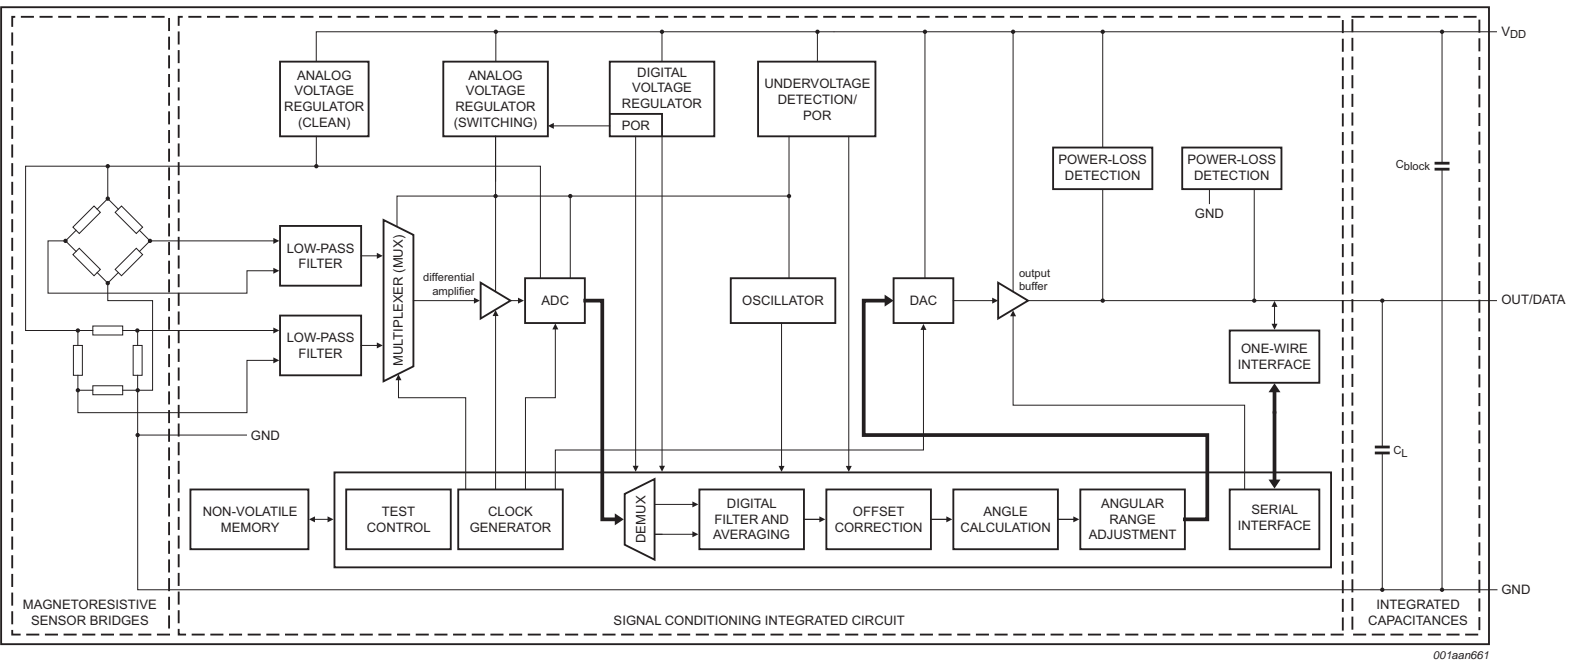 V_DD
ANALOG
VOLTAGE
REGULATOR
(CLEAN)
ANALOG
VOLTAGE
REGULATOR
(SWITCHING)
DIGITAL
VOLTAGE
REGULATOR
POR
UNDERVOLTAGE
DETECTION/
POR
POWER-LOSS
DETECTION
POWER-LOSS
DETECTION
GND
C_block
LOW-PASS
FILTER
LOW-PASS
FILTER
MULTIPLEXER (MUX)
differential
amplifier
ADC
OSCILLATOR
DAC
output
buffer
OUT/DATA
ONE-WIRE
INTERFACE
GND
C_L
NON-VOLATILE
MEMORY
TEST
CONTROL
CLOCK
GENERATOR
DEMUX
DIGITAL
FILTER AND
AVERAGING
OFFSET
CORRECTION
ANGLE
CALCULATION
ANGULAR
RANGE
ADJUSTMENT
SERIAL
INTERFACE
GND
MAGNETORESISTIVE
SENSOR BRIDGES
SIGNAL CONDITIONING INTEGRATED CIRCUIT
INTEGRATED
CAPACITANCES
001aan661